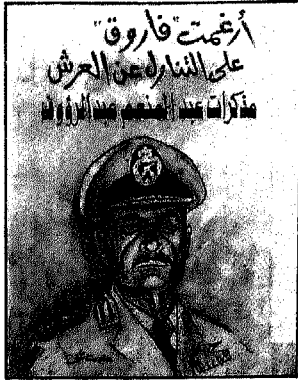 أرغمت "فاروق"
على التنازل عن العرش
مذكرات عبد المنعم عبد الرؤوف